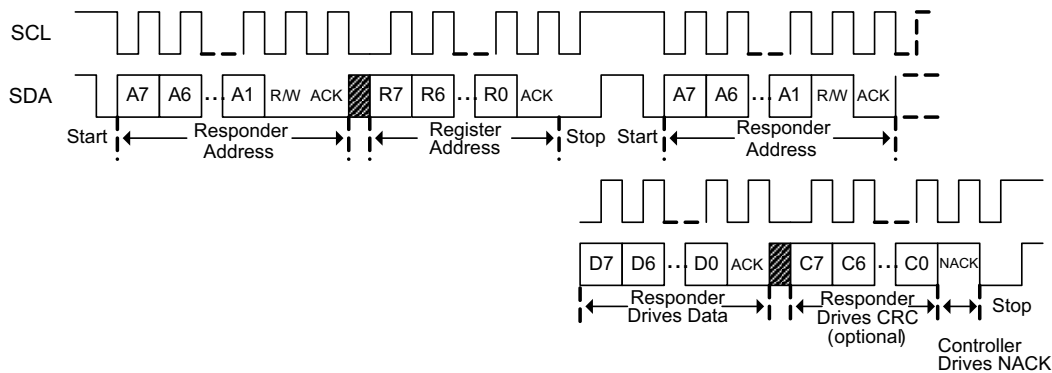 SCL
SDA
A7 A6 ... A1 R/W ACK R7 R6 ... R0 ACK A7 A6 ... A1 R/W ACK
Start Responder Address Register Address Stop Start Responder Address
D7 D6 ... D0 ACK C7 C6 ... C0 NACK
Responder Drives Data Responder Drives CRC (optional) Stop
Controller Drives NACK